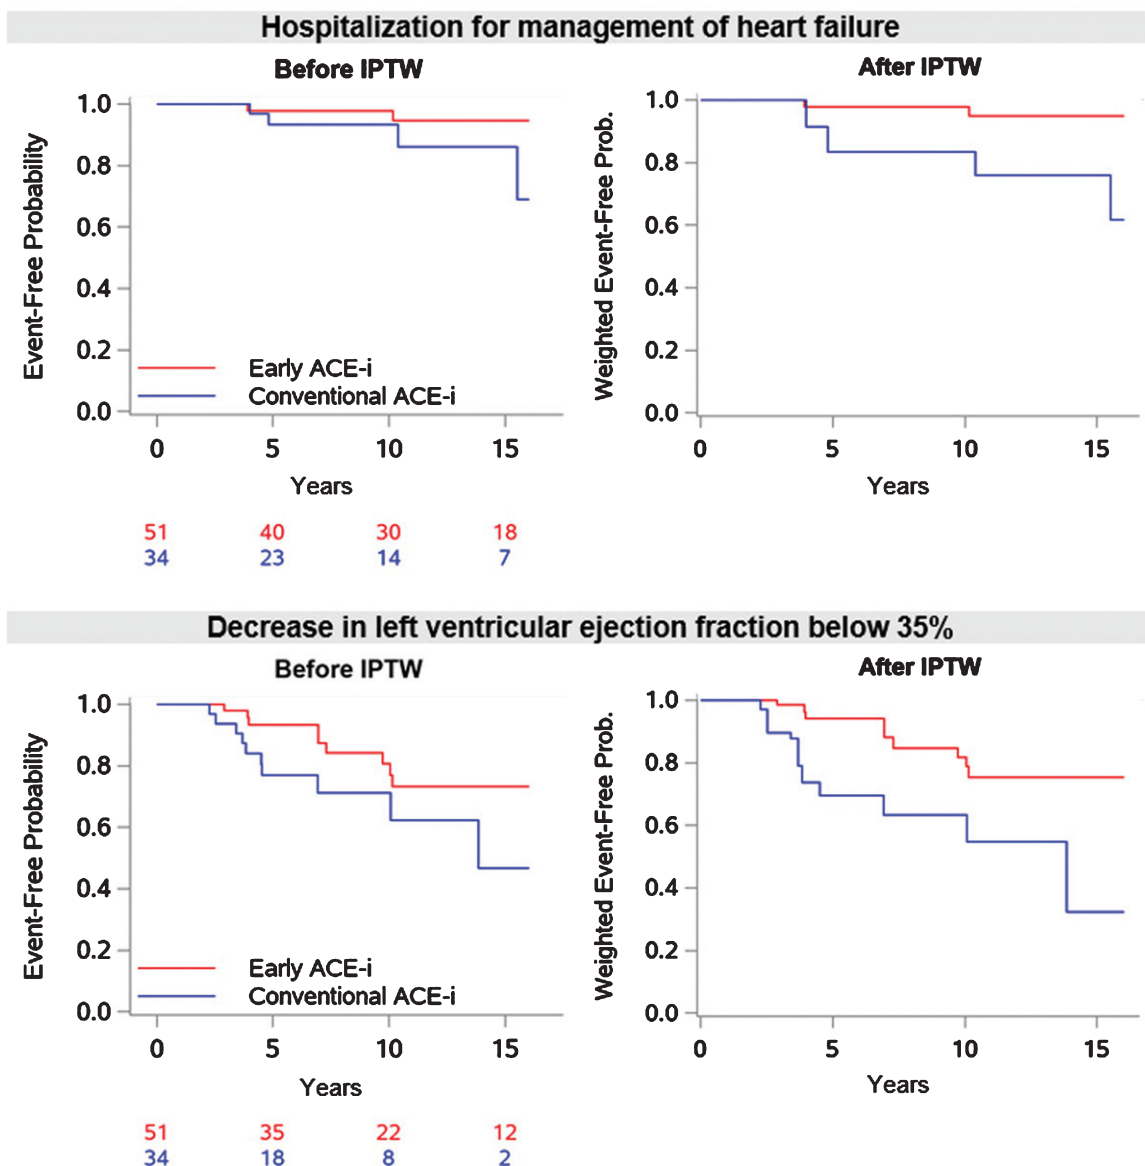 Hospitalization for management of heart failure
Before IPTW
After IPTW
Event-Free Probability
1.0
0.8
0.6
0.4
0.2
0.0
Early ACE-i
Conventional ACE-i
0 5 10 15
Years
51 40 30 18
34 23 14 7
Weighted Event-Free Prob.
1.0
0.8
0.6
0.4
0.2
0.0
0 5 10 15
Years
Decrease in left ventricular ejection fraction below 35%
Before IPTW
After IPTW
Event-Free Probability
1.0
0.8
0.6
0.4
0.2
0.0
Early ACE-i
Conventional ACE-i
0 5 10 15
Years
51 35 22 12
34 18 8 2
Weighted Event-Free Prob.
1.0
0.8
0.6
0.4
0.2
0.0
0 5 10 15
Years